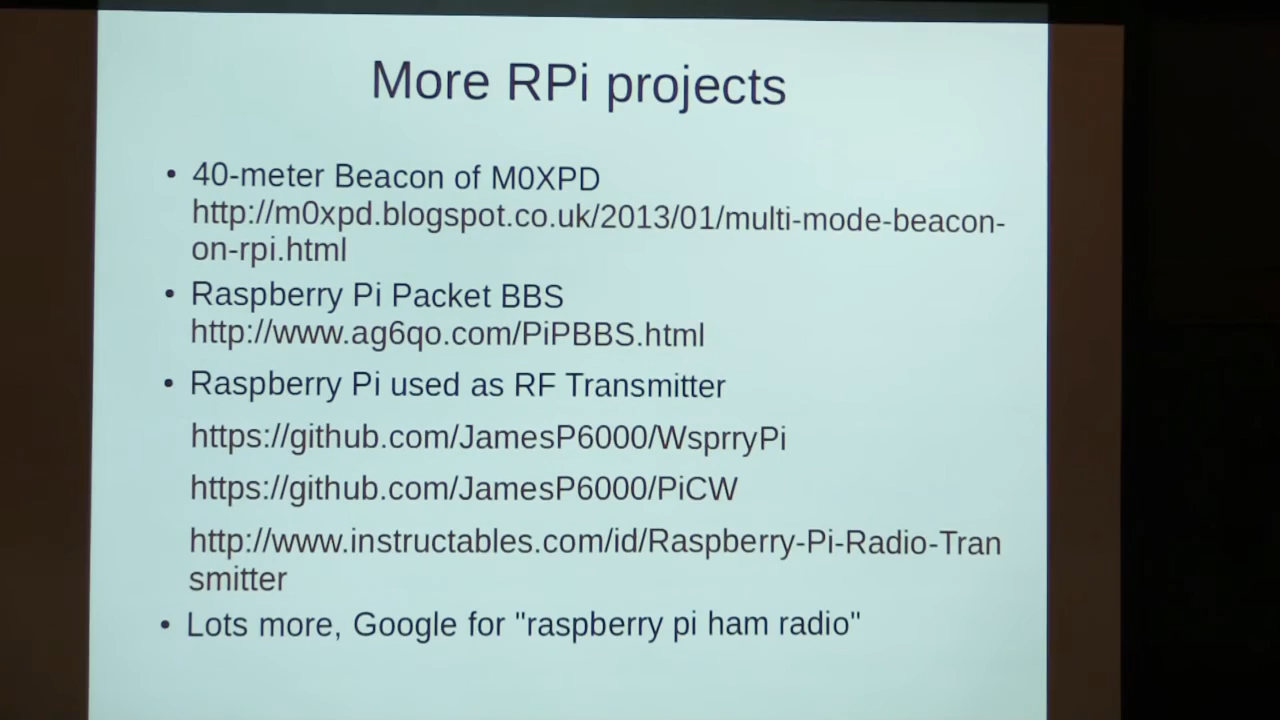 More RPi projects
• 40-meter Beacon of M0XPD
http://m0xpd.blogspot.co.uk/2013/01/multi-mode-beacon-
on-rpi.html
• Raspberry Pi Packet BBS
http://www.ag6qo.com/PiPBBS.html
• Raspberry Pi used as RF Transmitter
https://github.com/JamesP6000/WsprryPi
https://github.com/JamesP6000/PiCW
http://www.instructables.com/id/Raspberry-Pi-Radio-Tran
smitter
• Lots more, Google for "raspberry pi ham radio"